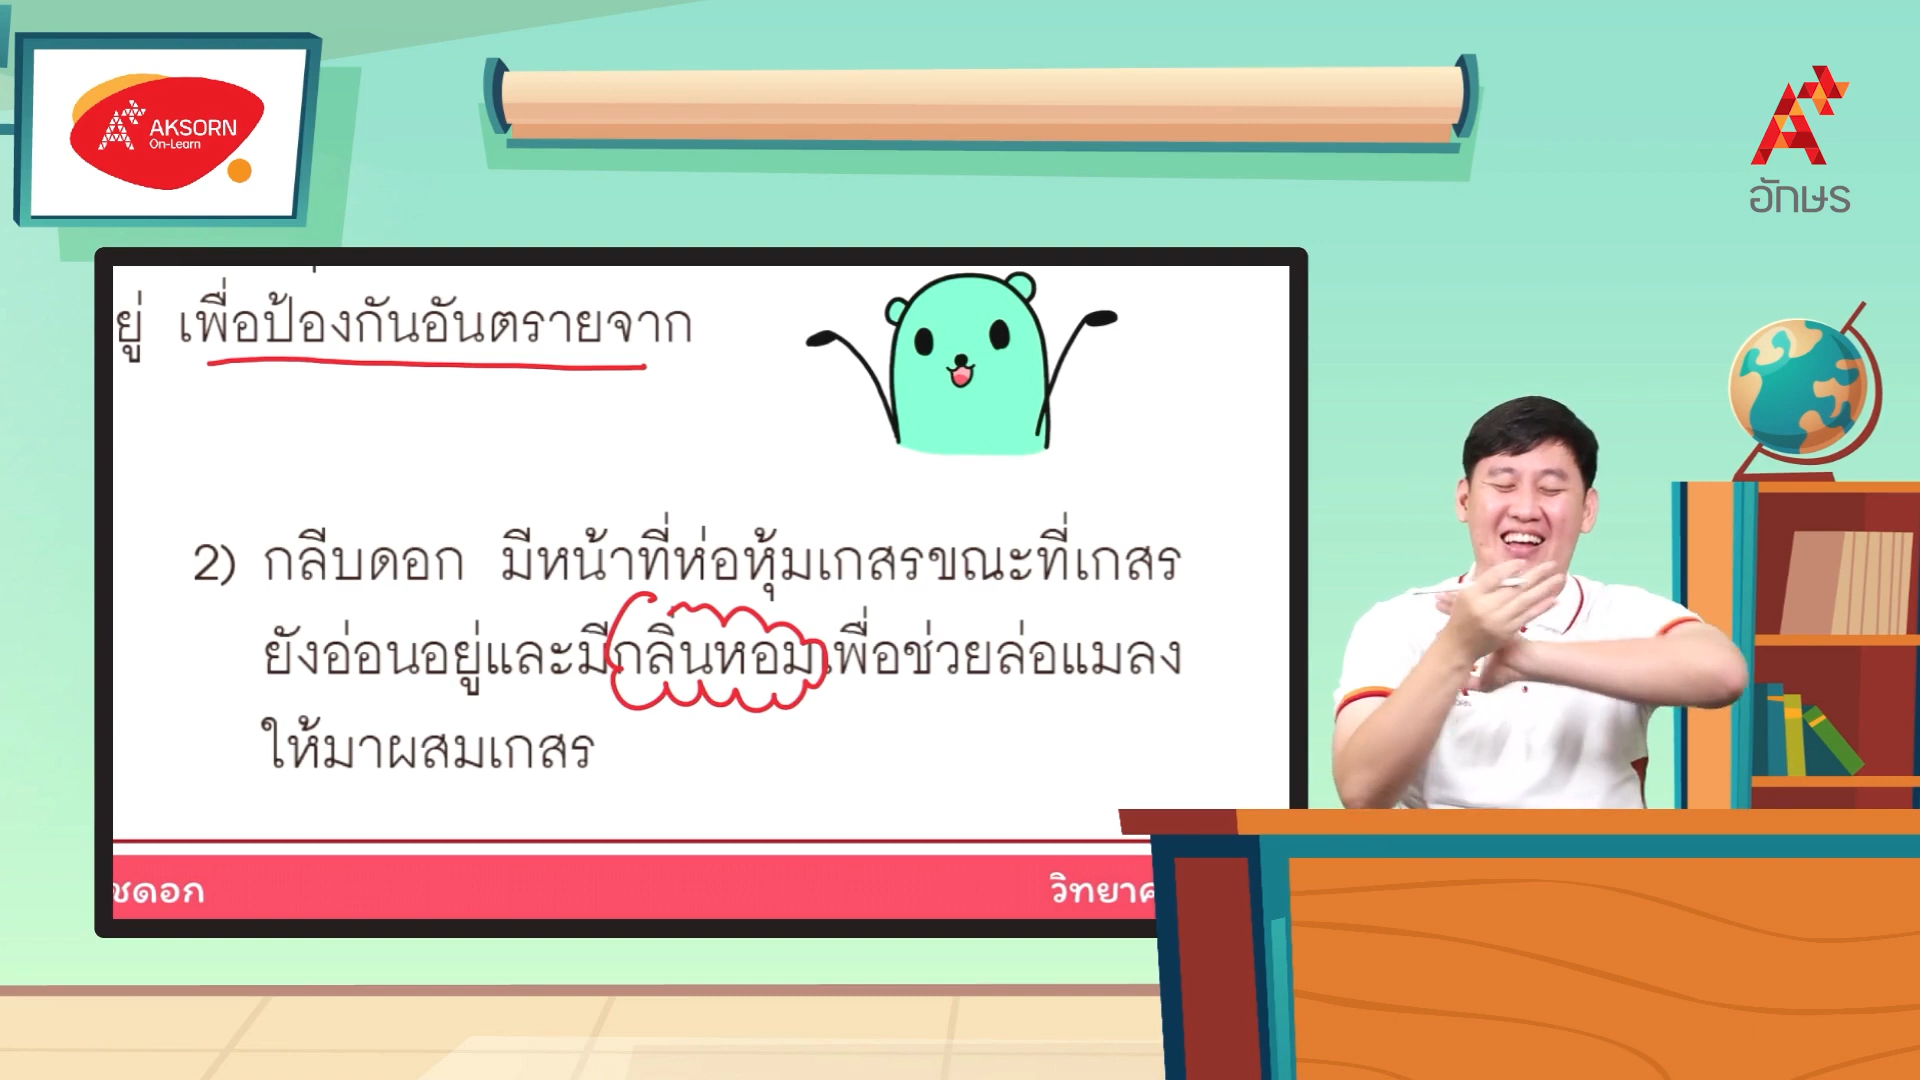 AKSORN
On-Learn
อักษร
ยู่ เพื่อป้องกันอันตรายจาก
2) กลีบดอก มีหน้าที่ห่อหุ้มเกสรขณะที่เกสร
ยังอ่อนอยู่และมีกลิ่นหอมเพื่อช่วยล่อแมลง
ให้มาผสมเกสร
ชดอก
วิทยาศ